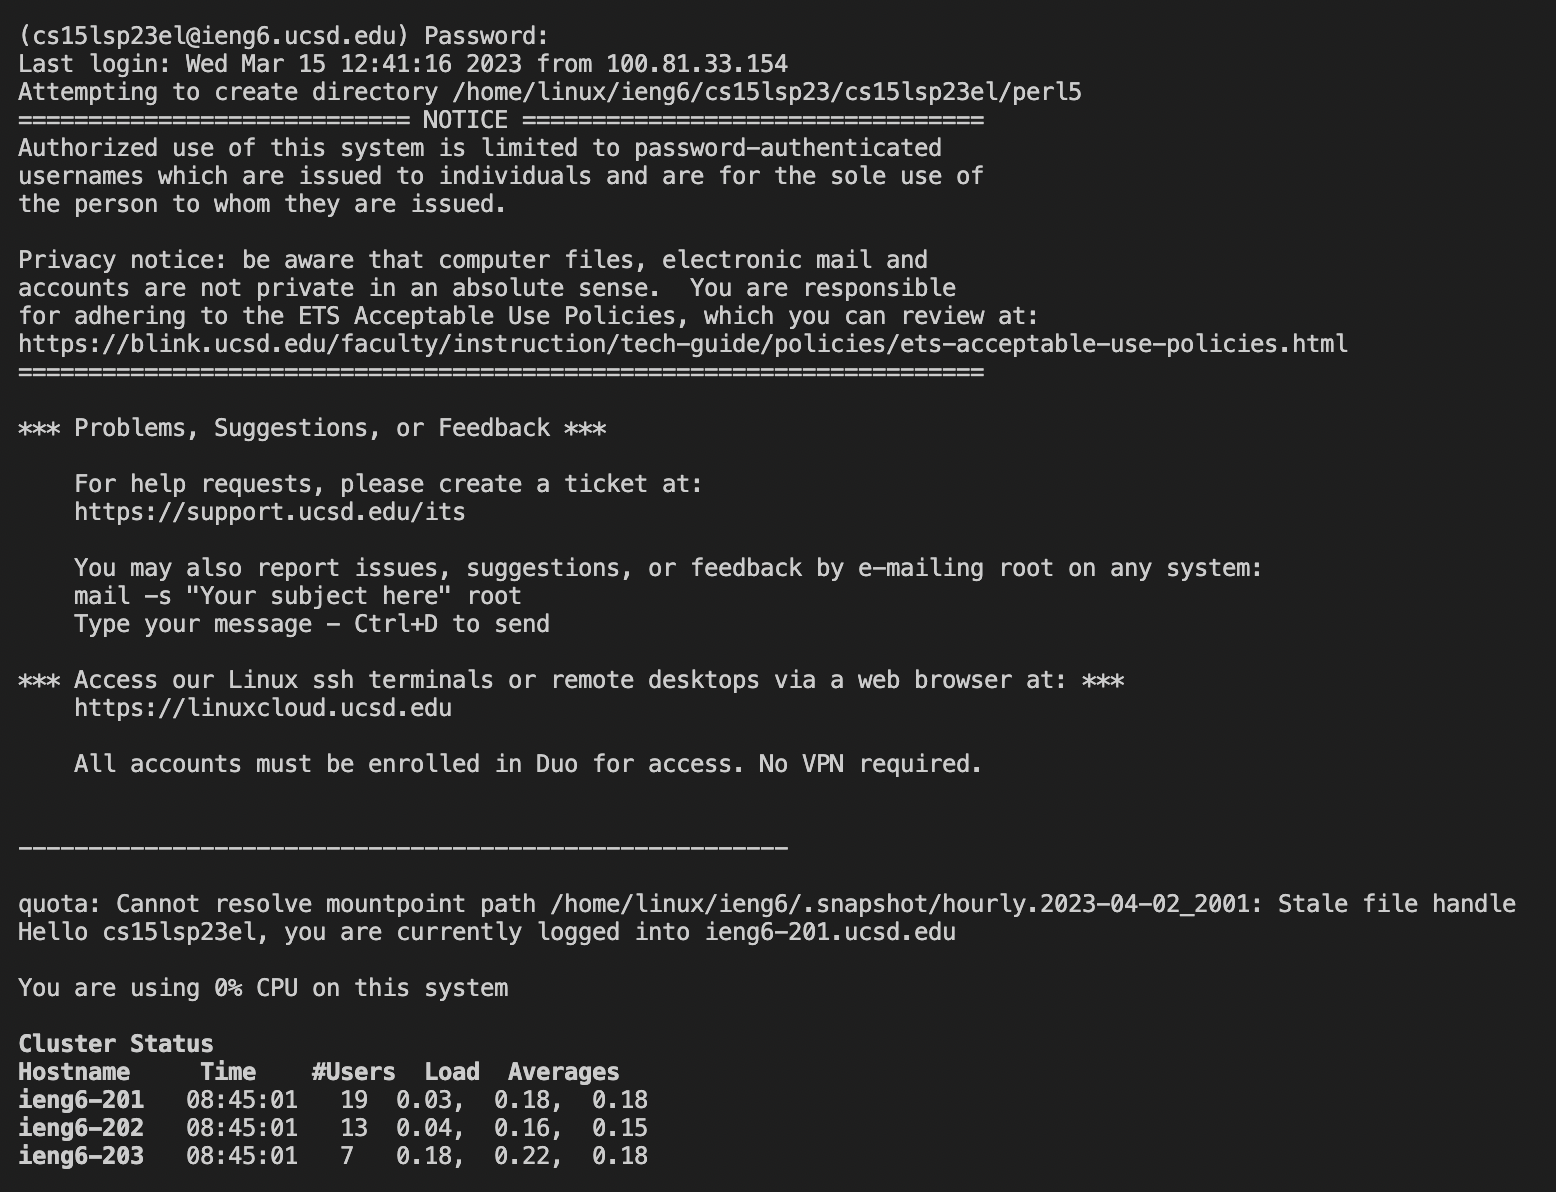 (cs15lsp23el@ieng6.ucsd.edu) Password:
Last login: Wed Mar 15 12:41:16 2023 from 100.81.33.154
Attempting to create directory /home/linux/ieng6/cs15lsp23/cs15lsp23el/perl5
============================ NOTICE =================================
Authorized use of this system is limited to password-authenticated
usernames which are issued to individuals and are for the sole use of
the person to whom they are issued.

Privacy notice: be aware that computer files, electronic mail and
accounts are not private in an absolute sense.  You are responsible
for adhering to the ETS Acceptable Use Policies, which you can review at:
https://blink.ucsd.edu/faculty/instruction/tech-guide/policies/ets-acceptable-use-policies.html
=====================================================================

*** Problems, Suggestions, or Feedback ***

    For help requests, please create a ticket at:
    https://support.ucsd.edu/its

    You may also report issues, suggestions, or feedback by e-mailing root on any system:
    mail -s "Your subject here" root
    Type your message - Ctrl+D to send

*** Access our Linux ssh terminals or remote desktops via a web browser at: ***
    https://linuxcloud.ucsd.edu

    All accounts must be enrolled in Duo for access. No VPN required.

-------------------------------------------------------

quota: Cannot resolve mountpoint path /home/linux/ieng6/.snapshot/hourly.2023-04-02_2001: Stale file handle
Hello cs15lsp23el, you are currently logged into ieng6-201.ucsd.edu

You are using 0% CPU on this system

Cluster Status
Hostname     Time    #Users  Load  Averages
ieng6-201   08:45:01   19  0.03,  0.18,  0.18
ieng6-202   08:45:01   13  0.04,  0.16,  0.15
ieng6-203   08:45:01   7   0.18,  0.22,  0.18